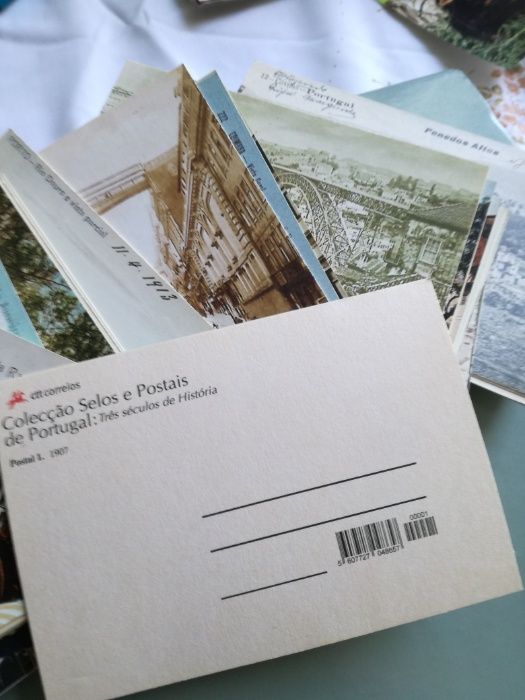 Portugal
Penedos Altos
11.4.1913
ctt correios
Colecção Selos e Postais
de Portugal: Três séculos de História
Postal 1. 1907
00001
5 607727 048657